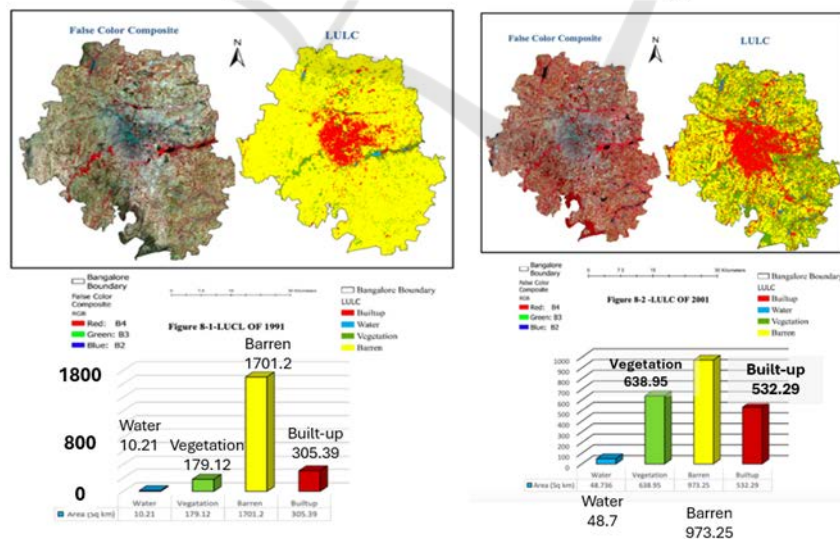 False Color Composite
LULC
N
Bangalore
Boundary
False Color
Composite
RGB
Red: B4
Green: B3
Blue: B2
Bangalore Boundary
LULC
Builtup
Water
Vegetation
Barren
Figure 8-1-LUCL OF 1991
1800
800
0
Water
10.21
Vegetation
179.12
Barren
1701.2
Built-up
305.39
Water Vegatation Barren Builtup
Area (Sq km) 10.21 179.12 1701.2 305.39
False Color Composite
LULC
N
Bangalore
Boundary
False Color
Composite
RGB
Red: B4
Green: B3
Blue: B2
Bangalore Boundary
LULC
Builtup
Water
Vegetation
Barren
Figure 8-2 -LULC OF 2001
1000
900
800
700
600
500
400
300
200
100
0
Vegetation
638.95
Built-up
532.29
Water Vegetation Barren Builtup
Area (Sq km) 48.736 638.95 973.25 532.29
Water
48.7
Barren
973.25